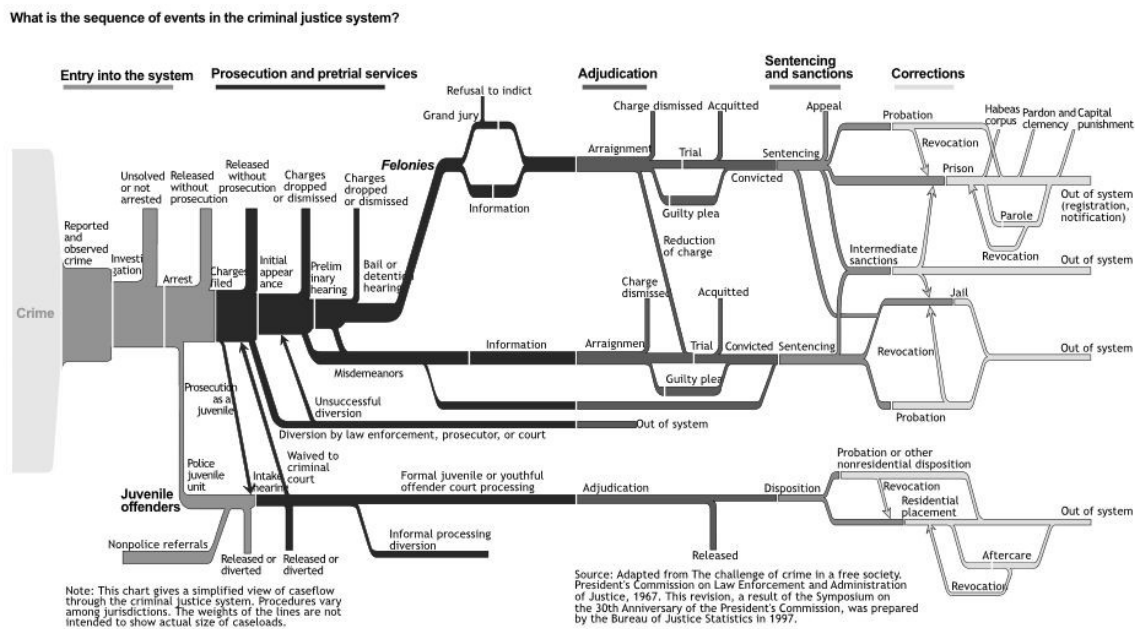 What is the sequence of events in the criminal justice system?
Entry into the system
Prosecution and pretrial services
Adjudication
Sentencing
and sanctions
Corrections
Refusal to indict
Grand jury
Felonies
Information
Charge dismissed
Acquitted
Arraignment
Trial
Convicted
Guilty plea
Reduction
of charge
Sentencing
Appeal
Probation
Revocation
Prison
Habeas
corpus
Pardon and
clemency
Capital
punishment
Parole
Revocation
Out of system
(registration,
notification)
Crime
Reported
and
observed
crime
Investi
gation
Unsolved
or not
arrested
Arrest
Released
without
prosecution
Charges
filed
Released
without
prosecution
Initial
appear
ance
Charges
dropped
or dismissed
Prelim
inary
hearing
Charges
dropped
or dismissed
Bail or
detention
hearing
Intermediate
sanctions
Out of system
Misdemeanors
Information
Charge
dismissed
Acquitted
Arraignment
Trial
Convicted
Guilty plea
Sentencing
Jail
Revocation
Probation
Out of system
Unsuccessful
diversion
Diversion by law enforcement, prosecutor, or court
Out of system
Prosecution
as a
juvenile
Waived to
criminal
court
Police
juvenile
unit
Juvenile
offenders
Intake
hearing
Nonpolice referrals
Released or
diverted
Released or
diverted
Formal juvenile or youthful
offender court processing
Informal processing
diversion
Adjudication
Released
Disposition
Probation or other
nonresidential disposition
Revocation
Residential
placement
Out of system
Aftercare
Revocation
Note: This chart gives a simplified view of caseflow
through the criminal justice system. Procedures vary
among jurisdictions. The weights of the lines are not
intended to show actual size of caseloads.
Source: Adapted from The challenge of crime in a free society.
President's Commission on Law Enforcement and Administration
of Justice, 1967. This revision, a result of the Symposium on
the 30th Anniversary of the President's Commission, was prepared
by the Bureau of Justice Statistics in 1997.